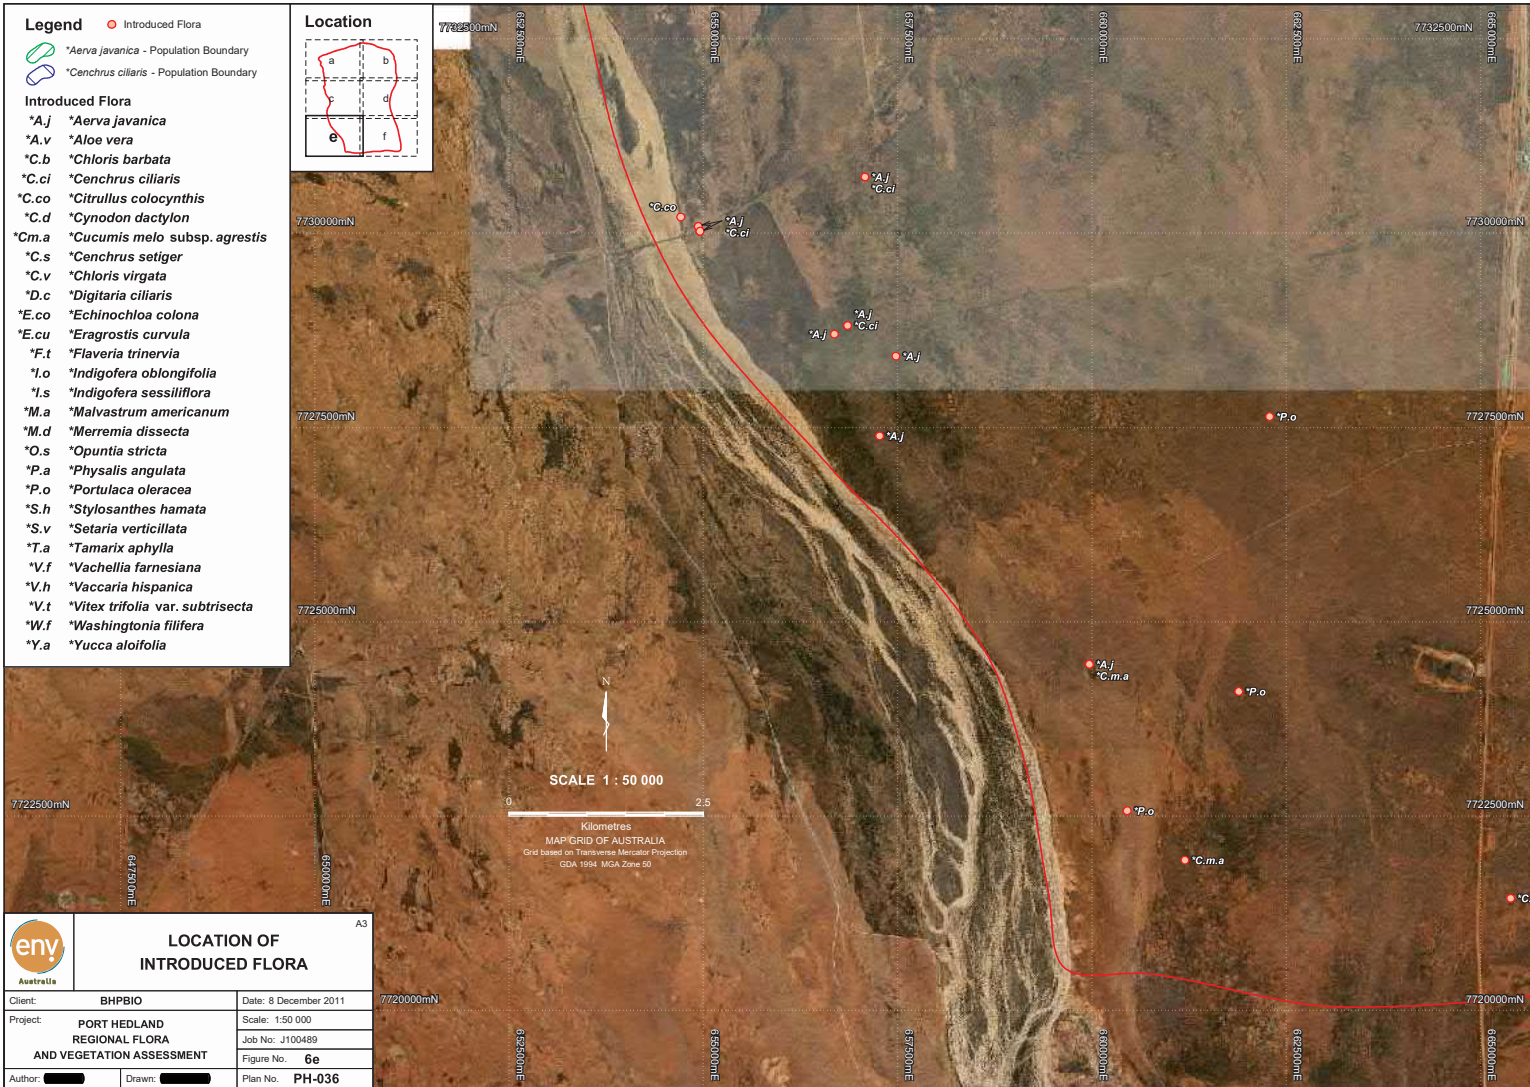 Legend
Introduced Flora
*Aerva javanica - Population Boundary
*Cenchrus ciliaris - Population Boundary
Introduced Flora
*A.j *Aerva javanica
*A.v *Aloe vera
*C.b *Chloris barbata
*C.ci *Cenchrus ciliaris
*C.co *Citrullus colocynthis
*C.d *Cynodon dactylon
*Cm.a *Cucumis melo subsp. agrestis
*C.s *Cenchrus setiger
*C.v *Chloris virgata
*D.c *Digitaria ciliaris
*E.co *Echinochloa colona
*E.cu *Eragrostis curvula
*F.t *Flaveria trinervia
*I.o *Indigofera oblongifolia
*I.s *Indigofera sessiliflora
*M.a *Malvastrum americanum
*M.d *Merremia dissecta
*O.s *Opuntia stricta
*P.a *Physalis angulata
*P.o *Portulaca oleracea
*S.h *Stylosanthes hamata
*S.v *Setaria verticillata
*T.a *Tamarix aphylla
*V.f *Vachellia farnesiana
*V.h *Vaccaria hispanica
*V.t *Vitex trifolia var. subtrisecta
*W.f *Washingtonia filifera
*Y.a *Yucca aloifolia
Location
a
b
c
d
e
f
7732500mN
652500mE
655000mE
657500mE
660000mE
662500mE
7732500mN
665000mE
*A.j
*C.ci
*C.co
*A.j
*C.ci
7730000mN
7730000mN
*A.j
*C.ci
*A.j
*A.j
7727500mN
*P.o
7727500mN
*A.j
7725000mN
7725000mN
*A.j
*C.m.a
*P.o
N
SCALE 1 : 50 000
0
2.5
Kilometres
MAP GRID OF AUSTRALIA
Grid based on Transverse Mercator Projection
GDA 1994 MGA Zone 50
7722500mN
7722500mN
*P.o
*C.m.a
*C.
647500mE
650000mE
7720000mN
7720000mN
652500mE
655000mE
657500mE
660000mE
662500mE
665000mE
A3
env
Australia
LOCATION OF
INTRODUCED FLORA
Client: BHPBIO
Date: 8 December 2011
Project: PORT HEDLAND
REGIONAL FLORA
AND VEGETATION ASSESSMENT
Scale: 1:50 000
Job No: J100489
Figure No. 6e
Author:
Drawn:
Plan No. PH-036